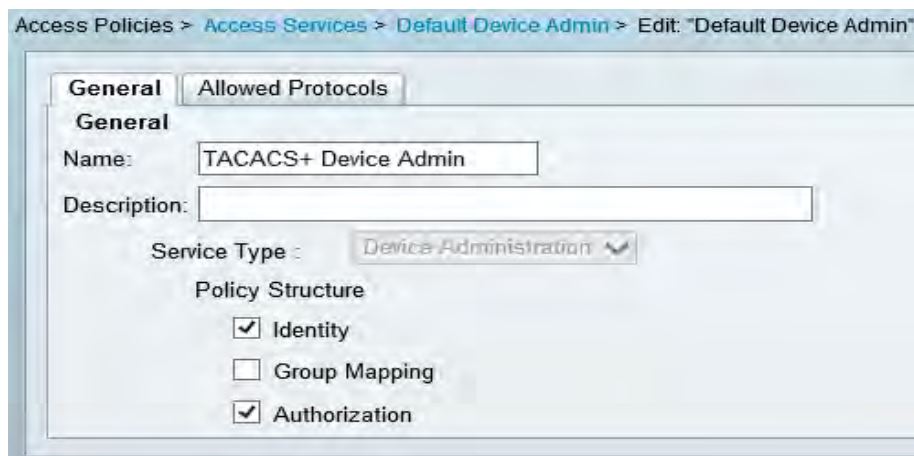 Access Policies > Access Services > Default Device Admin > Edit: "Default Device Admin"
General Allowed Protocols
General
Name: TACACS+ Device Admin
Description:
Service Type : Device Administration
Policy Structure
Identity
Group Mapping
Authorization